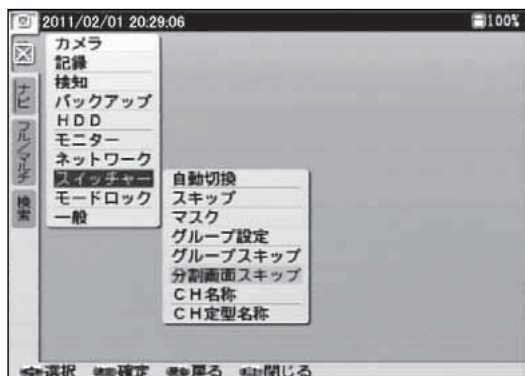 2011/02/01 20:29:06 100%
カメラ
記録
検知
バックアップ
HDD
モニター
ネットワーク
スイッチャー
モードロック
一般
ナビ
フル/マルチ
検索
自動切換
スキップ
マスク
グループ設定
グループスキップ
分割画面スキップ
CH名称
CH定型名称
選択 確定 戻る 閉じる